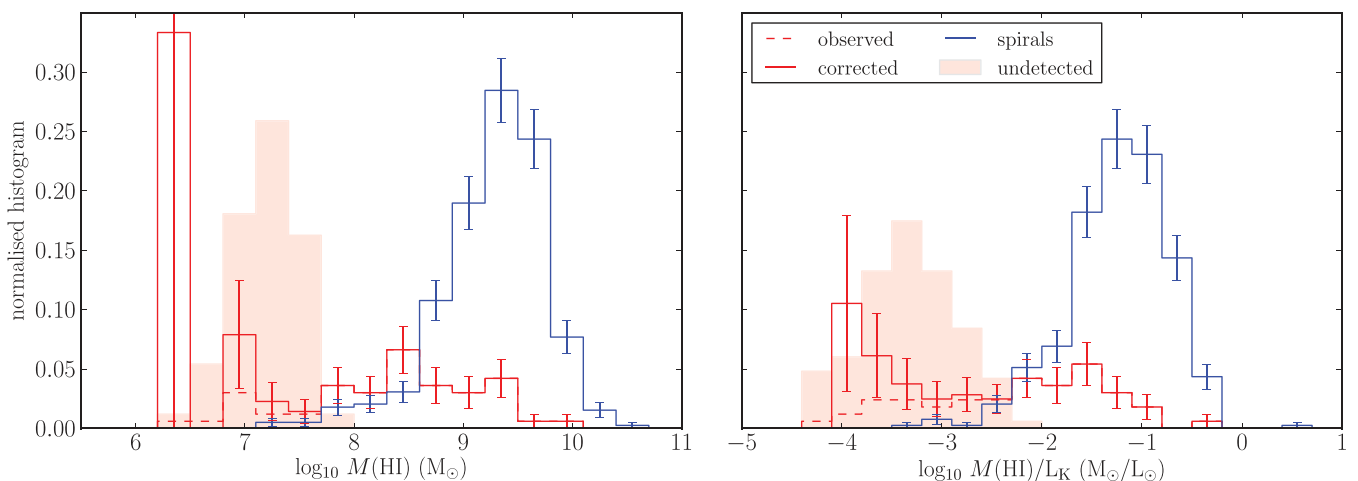 normalised histogram
0.30
0.25
0.20
0.15
0.10
0.05
0.00
6 7 8 9 10 11
log₁₀ M(HI) (M☉)
observed
corrected
spirals
undetected
−5 −4 −3 −2 −1 0 1
log₁₀ M(HI)/L_K (M☉/L☉)